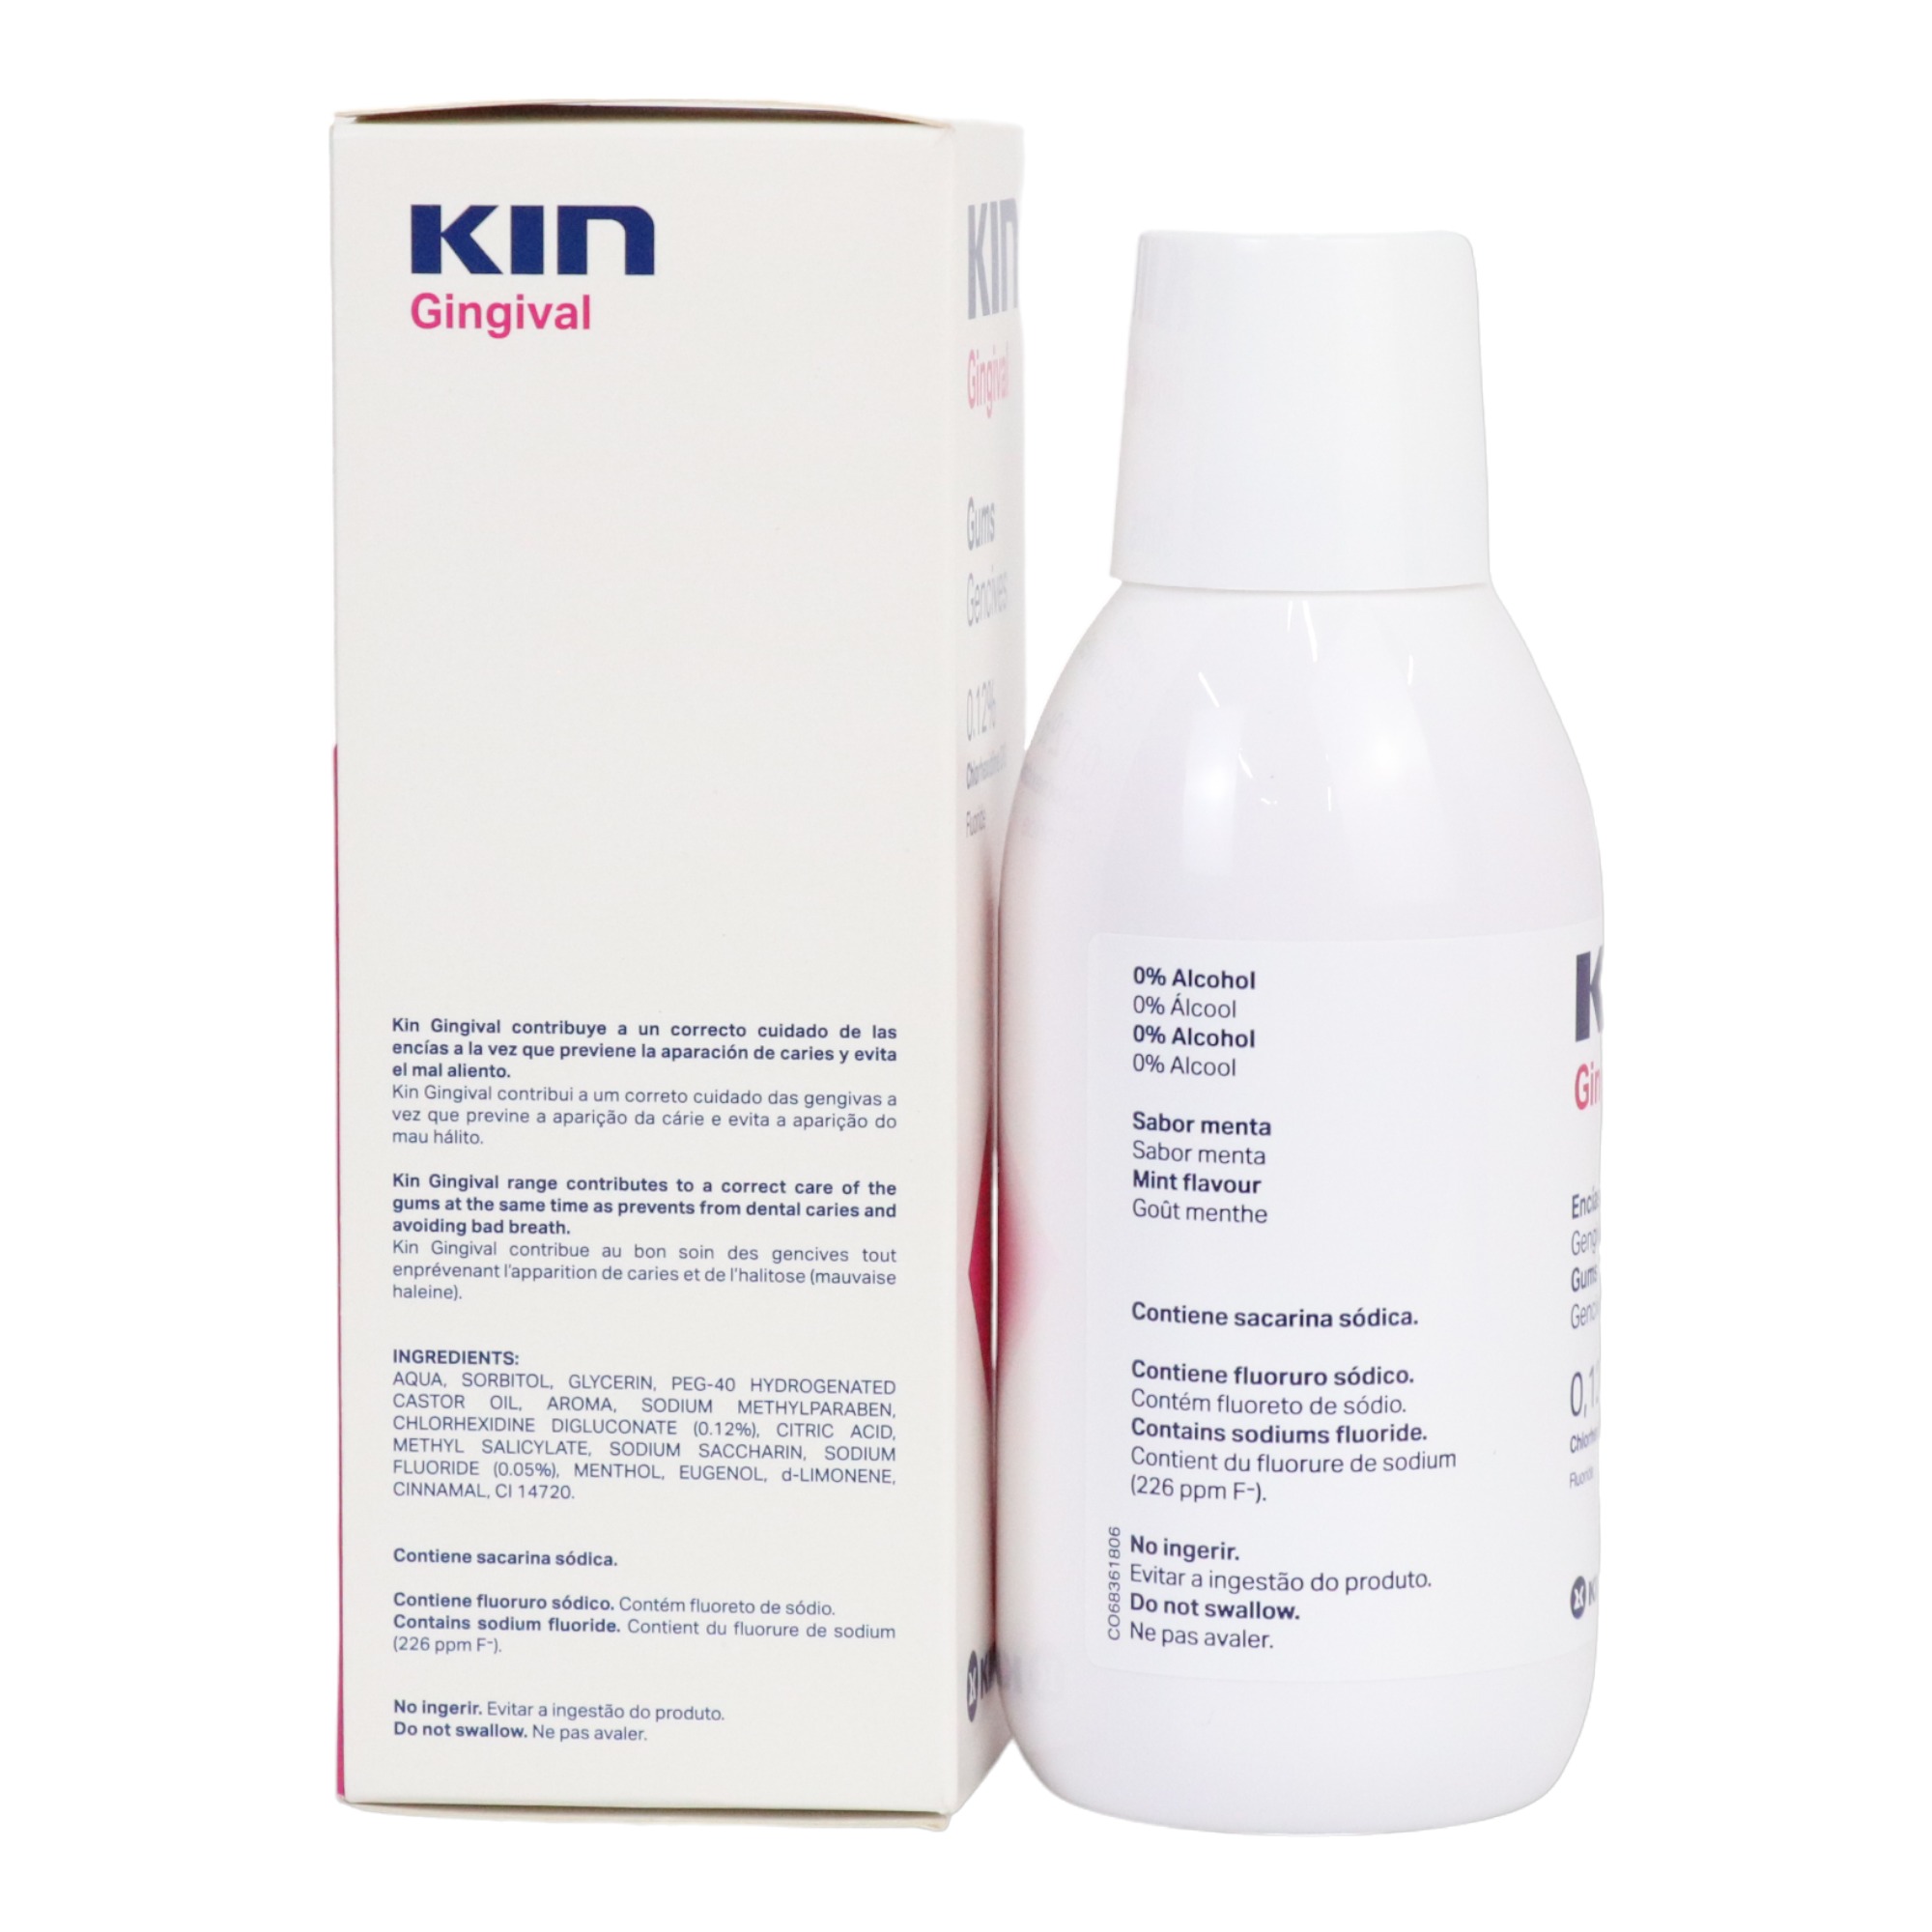 KIN
Gingival
Kin Gingival contribuye a un correcto cuidado de las
encías a la vez que previene la aparación de caries y evita
el mal aliento.
Kin Gingival contribui a um correto cuidado das gengivas a
vez que previne a aparição da cárie e evita a aparição do
mau hálito.
Kin Gingival range contributes to a correct care of the
gums at the same time as prevents from dental caries and
avoiding bad breath.
Kin Gingival contribue au bon soin des gencives tout
enprévenant l'apparition de caries et de l'halitose (mauvaise
haleine).
INGREDIENTS:
AQUA, SORBITOL, GLYCERIN, PEG-40 HYDROGENATED
CASTOR OIL, AROMA, SODIUM METHYLPARABEN,
CHLORHEXIDINE DIGLUCONATE (0.12%), CITRIC ACID,
METHYL SALICYLATE, SODIUM SACCHARIN, SODIUM
FLUORIDE (0.05%), MENTHOL, EUGENOL, d-LIMONENE,
CINNAMAL, CI 14720.
Contiene sacarina sódica.
Contiene fluoruro sódico. Contém fluoreto de sódio.
Contains sodium fluoride. Contient du fluorure de sodium
(226 ppm F-).
No ingerir. Evitar a ingestão do produto.
Do not swallow. Ne pas avaler.
KIN
Gingival
Gums
Gencives
0.12%
Fluoride
0% Alcohol
0% Álcool
0% Alcohol
0% Alcool
Sabor menta
Sabor menta
Mint flavour
Goût menthe
Contiene sacarina sódica.
Contiene fluoruro sódico.
Contém fluoreto de sódio.
Contains sodiums fluoride.
Contient du fluorure de sodium
(226 ppm F-).
No ingerir.
Evitar a ingestão do produto.
Do not swallow.
Ne pas avaler.
CO68361806
Gums
Fluoride